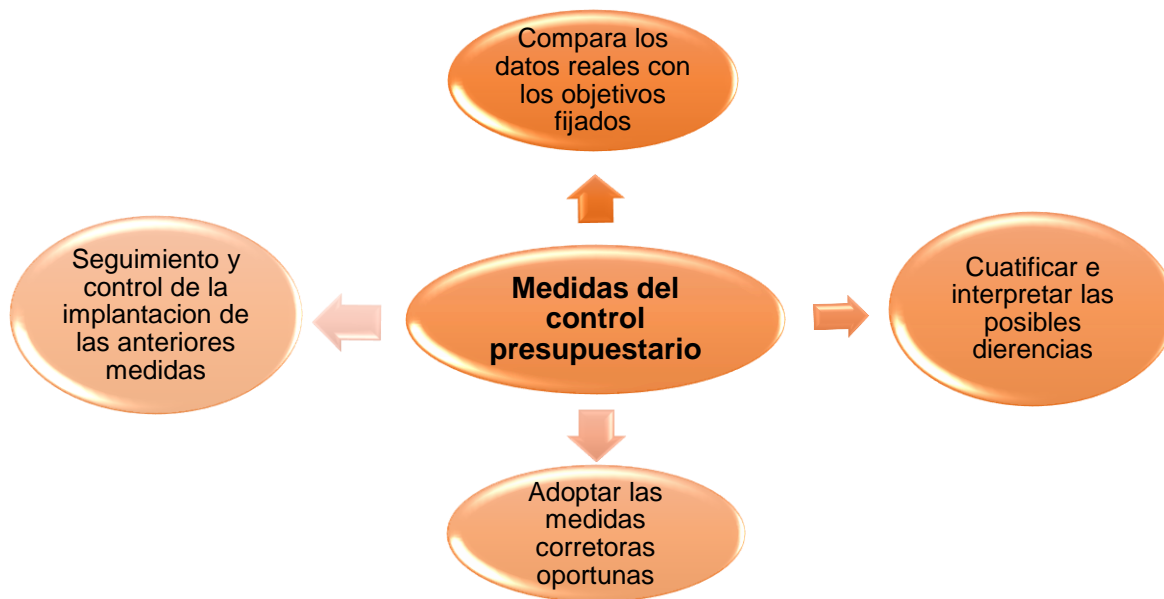 Compara los
datos reales con
los objetivos
fijados
Seguimiento y
control de la
implantacion de
las anteriores
medidas
Medidas del
control
presupuestario
Cuatificar e
interpretar las
posibles
dierencias
Adoptar las
medidas
corretoras
oportunas